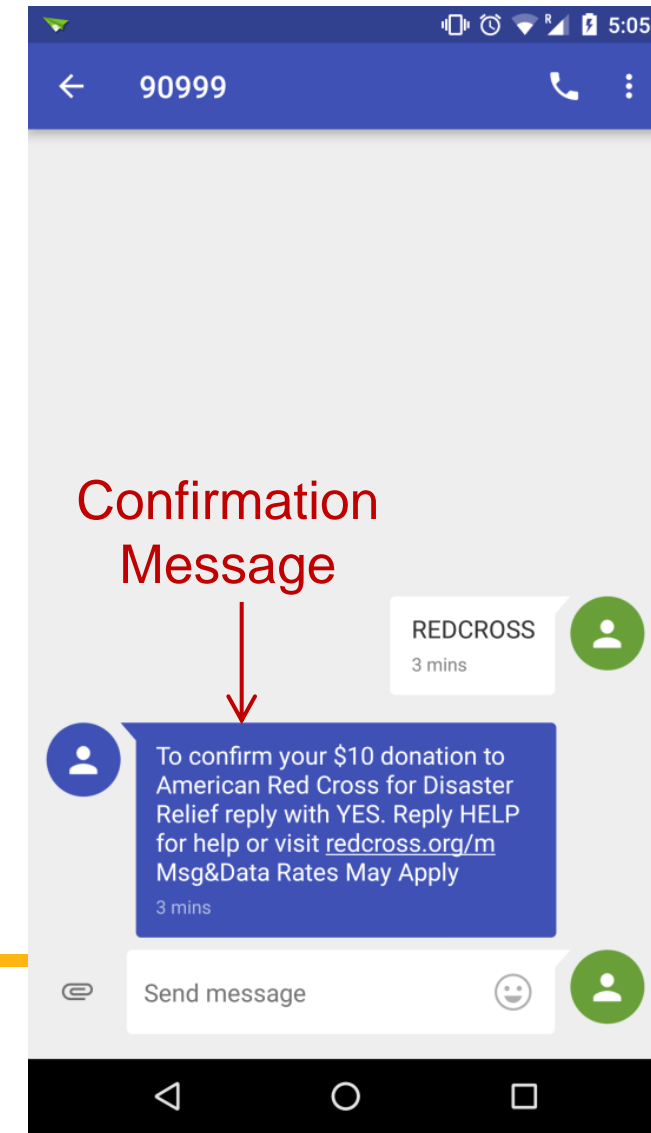 R 5:05
90999
Confirmation
Message
REDCROSS
3 mins
To confirm your $10 donation to
American Red Cross for Disaster
Relief reply with YES. Reply HELP
for help or visit redcross.org/m
Msg&Data Rates May Apply
3 mins
Send message